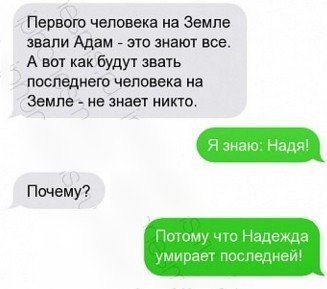 Первого человека на Земле
звали Адам - это знают все.
А вот как будут звать
последнего человека на
Земле - не знает никто.
Я знаю: Надя!
Почему?
Потому что Надежда
умирает последней!